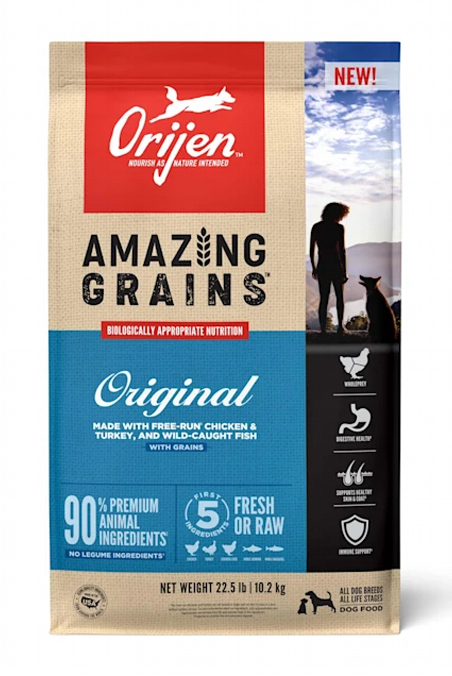 NEW!
Orijen™
NOURISH AS NATURE INTENDED
AMAZING
GRAINS™
BIOLOGICALLY APPROPRIATE NUTRITION
Original
MADE WITH FREE-RUN* CHICKEN &
TURKEY, AND WILD-CAUGHT FISH
WITH GRAINS
WHOLEPREY
DIGESTIVE HEALTH*
SUPPORTS HEALTHY
SKIN & COAT*
IMMUNE SUPPORT*
90% PREMIUM
ANIMAL
INGREDIENTS*
NO LEGUME INGREDIENTS*
FIRST
5
INGREDIENTS
FRESH
OR RAW
NET WEIGHT 22.5 lb | 10.2 kg
USA
ALL DOG BREEDS
ALL LIFE STAGES
DOG FOOD